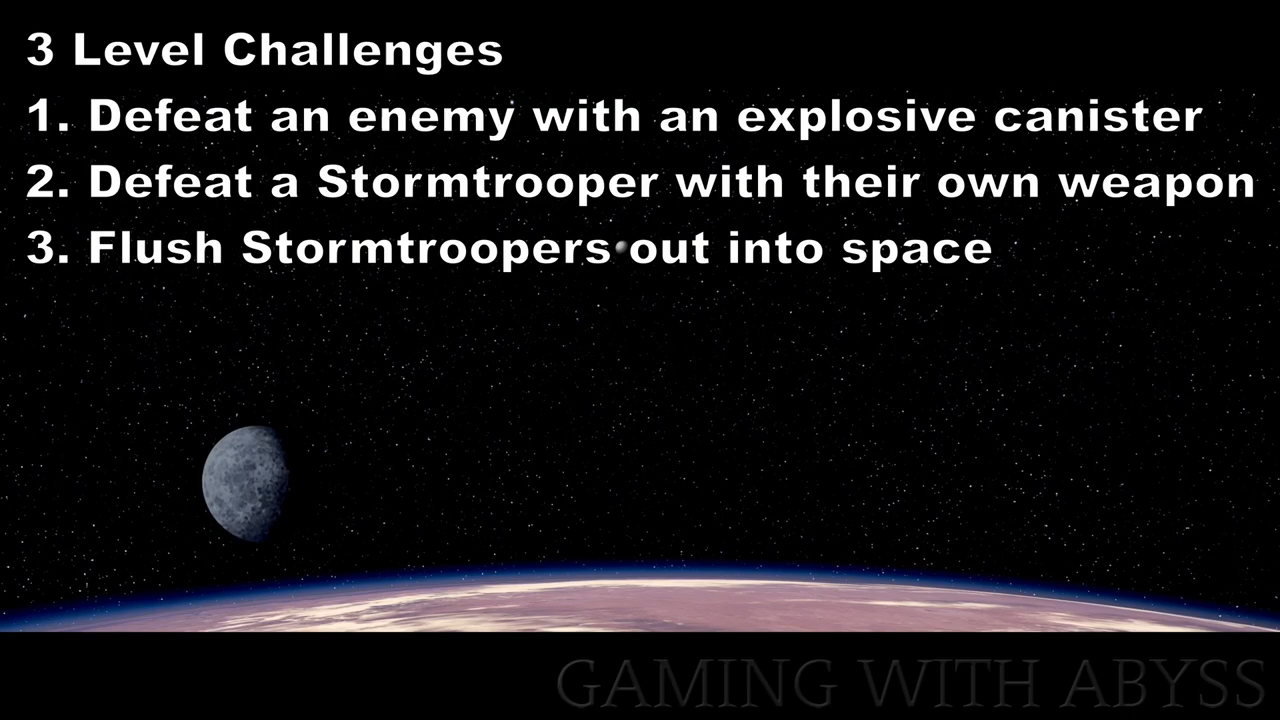 3 Level Challenges
1. Defeat an enemy with an explosive canister
2. Defeat a Stormtrooper with their own weapon
3. Flush Stormtroopers out into space
GAMING WITH ABYSS